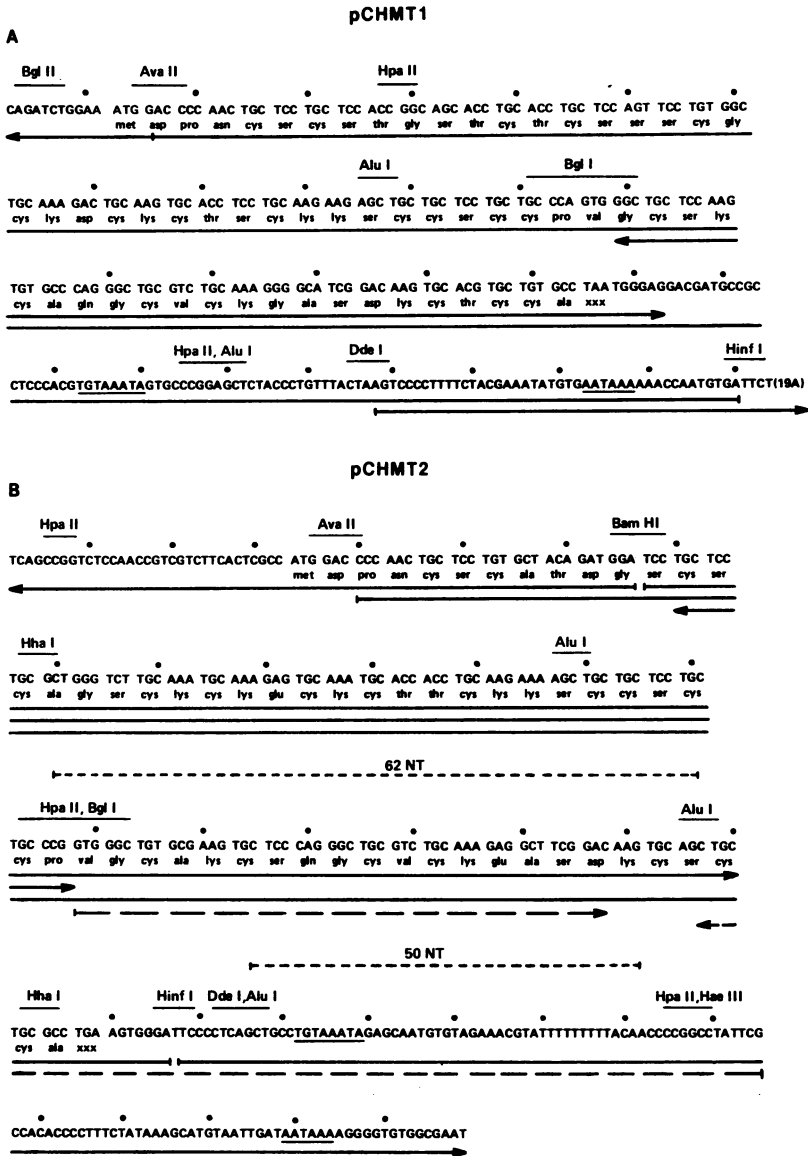 pCHMT1
A
Bgl II Ava II Hpa II
CAGATCTGGAA ATG GAC CCC AAC TGC TCC TGC TCC ACC GGC AGC ACC TGC ACC TGC TCC AGT TCC TGT GGC
met asp pro asn cys ser cys ser thr gly ser thr cys thr cys ser ser ser cys gly
Alu I Bgl I
TGC AAA GAC TGC AAG TGC ACC TCC TGC AAG AAG AGC TGC TGC TCC TGC TGC CCA GTG GGC TGC TCC AAG
cys lys asp cys lys cys thr ser cys lys lys ser cys cys ser cys cys pro val gly cys ser lys
TGT GCC CAG GGC TGC GTC TGC AAA GGG GCA TCG GAC AAG TGC ACG TGC TGT GCC TAA TGGGAGGACGATGCCGC
cys ala gln gly cys val cys lys gly ala ser asp lys cys thr cys cys ala xxx
Hpa II, Alu I Dde I Hinf I
CTCCCACGTGTAAATAGTGCCCGGAGCTCTACCCTGTTTACTAAGTCCCCTTTTCTACGAAATATGTGAATAAAAAACCAATGTGATTCT(19A)
pCHMT2
B
Hpa II Ava II Bam HI
TCAGCCGGTCTCCAACCGTCGTCTTCACTCGCC ATG GAC CCC AAC TGC TCC TGT GCT ACA GAT GGA TCC TGC TCC
met asp pro asn cys ser cys ala thr asp gly ser cys ser
Hha I Alu I
TGC GCT GGG TCT TGC AAA TGC AAA GAG TGC AAA TGC ACC ACC TGC AAG AAA AGC TGC TGC TCC TGC
cys ala gly ser cys lys cys lys glu cys lys cys thr thr cys lys lys ser cys cys ser cys
62 NT
Hpa II, Bgl I Alu I
TGC CCG GTG GGC TGT GCG AAG TGC TCC CAG GGC TGC GTC TGC AAA GAG GCT TCG GAC AAG TGC AGC TGC
cys pro val gly cys ala lys cys ser gln gly cys val cys lys glu ala ser asp lys cys ser cys
50 NT
Hha I Hinf I Dde I,Alu I Hpa II,Hae III
TGC GCC TGA AGTGGGATTCCCCTCAGCTGCCTGTAAATAGAGCAATGTGTAGAAACGTATTTTTTTTTACAACCCCGGCCTATTCG
cys ala xxx
CCACACCCCTTTCTATAAAGCATGTAATTGATAATAAAAGGGGTGTGGCGAAT